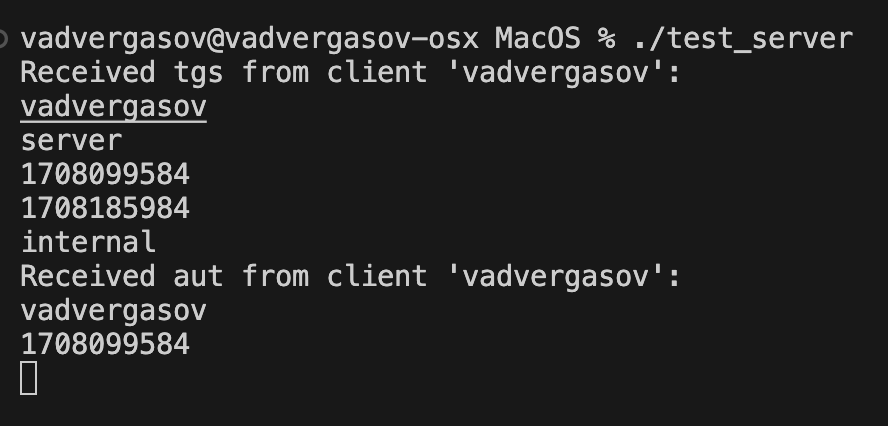 vadvergasov@vadvergasov-osx MacOS % ./test_server
Received tgs from client 'vadvergasov':
vadvergasov
server
1708099584
1708185984
internal
Received aut from client 'vadvergasov':
vadvergasov
1708099584